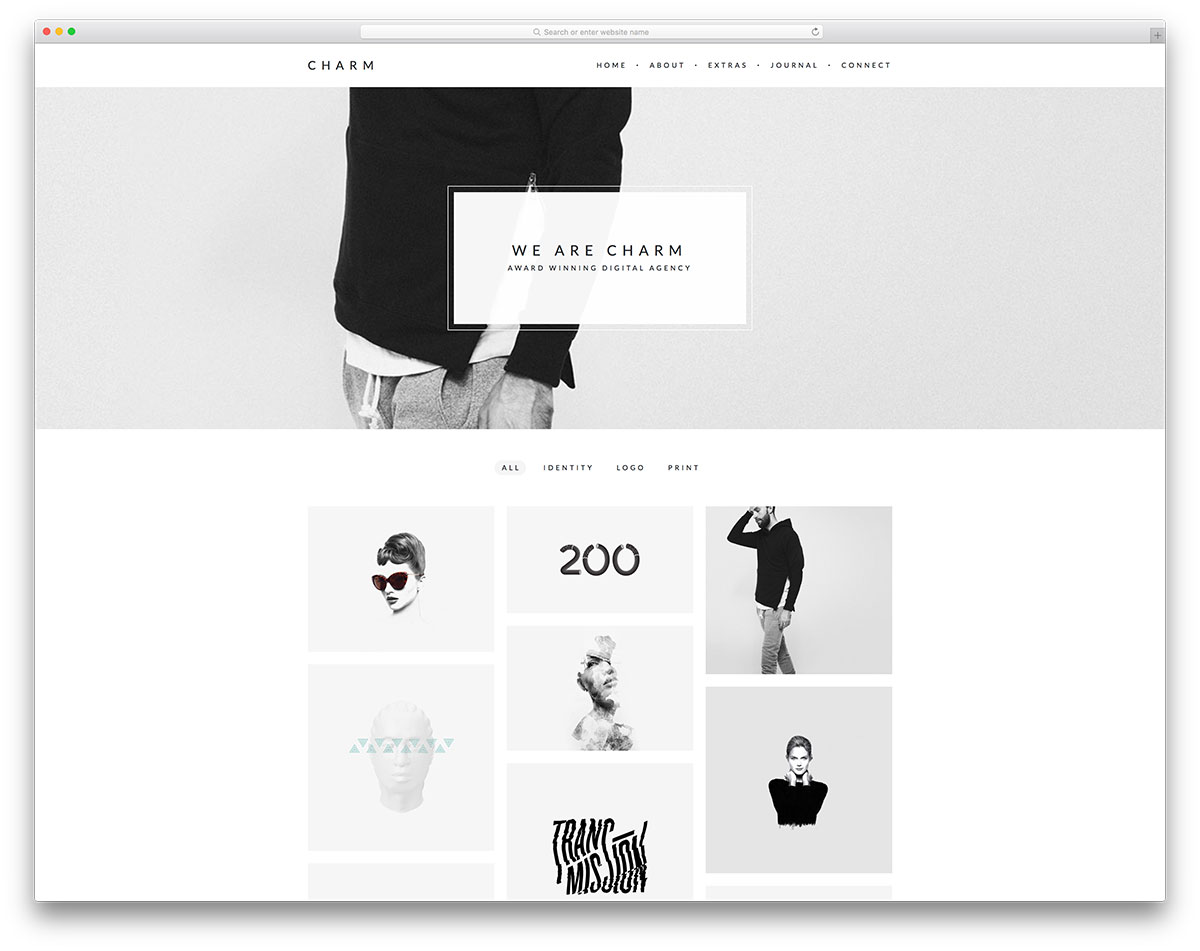 Search or enter website name
CHARM
HOME • ABOUT • EXTRAS • JOURNAL • CONNECT
WE ARE CHARM
AWARD WINNING DIGITAL AGENCY
ALL IDENTITY LOGO PRINT
200
TRANS
MISSION